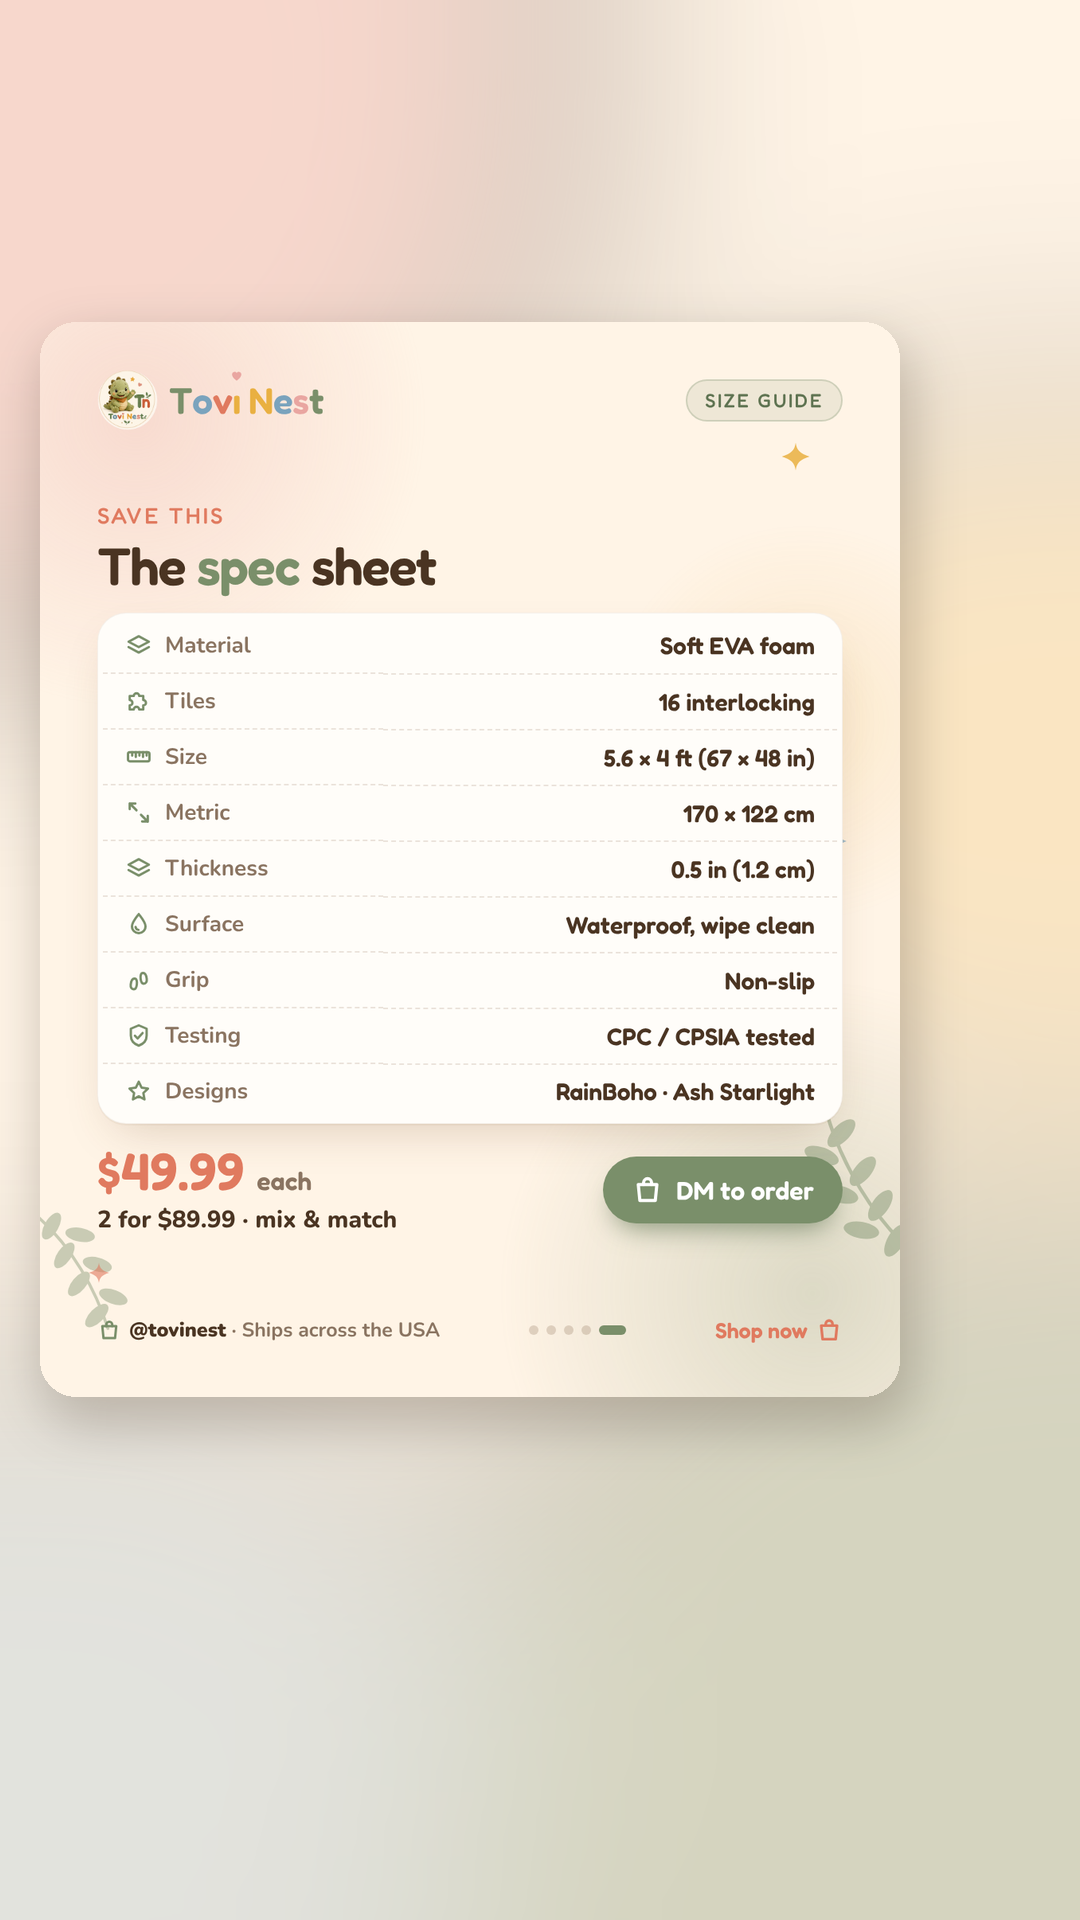 Tn
Tovi Nest
Tovi Nest
SIZE GUIDE
SAVE THIS
The spec sheet
Material Soft EVA foam
Tiles 16 interlocking
Size 5.6 × 4 ft (67 × 48 in)
Metric 170 × 122 cm
Thickness 0.5 in (1.2 cm)
Surface Waterproof, wipe clean
Grip Non-slip
Testing CPC / CPSIA tested
Designs RainBoho · Ash Starlight
$49.99 each
2 for $89.99 · mix & match
DM to order
@tovinest · Ships across the USA
Shop now